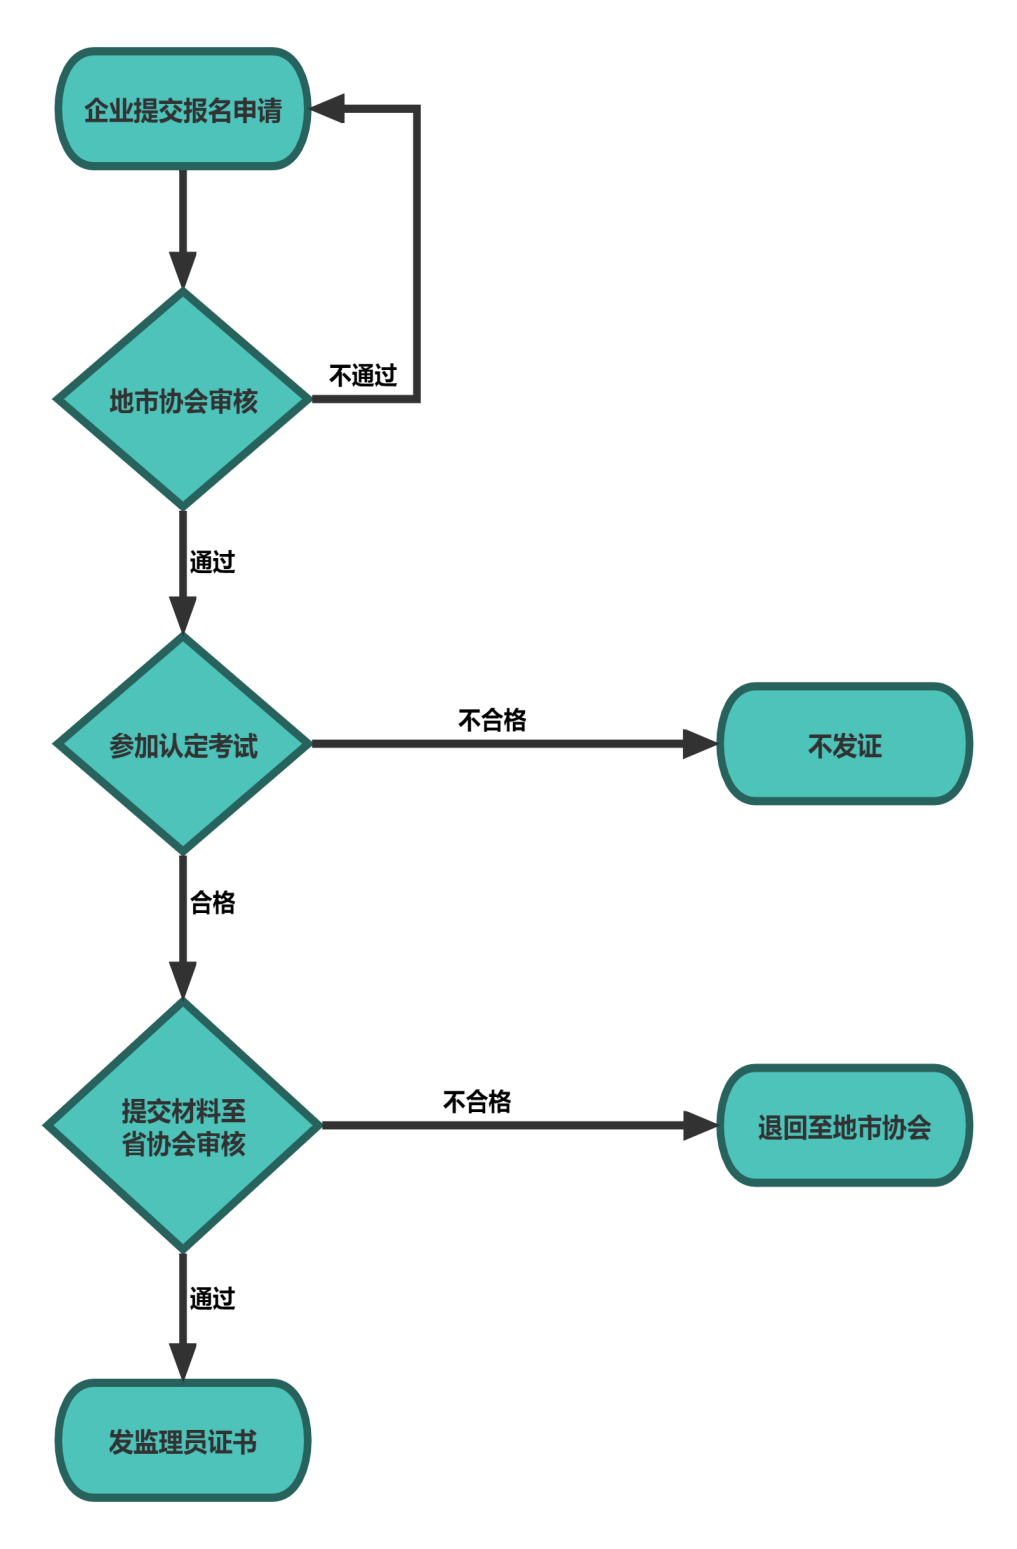 企业提交报名申请
不通过
地市协会审核
通过
不合格
参加认定考试
不发证
合格
不合格
提交材料至
省协会审核
退回至地市协会
通过
发监理员证书